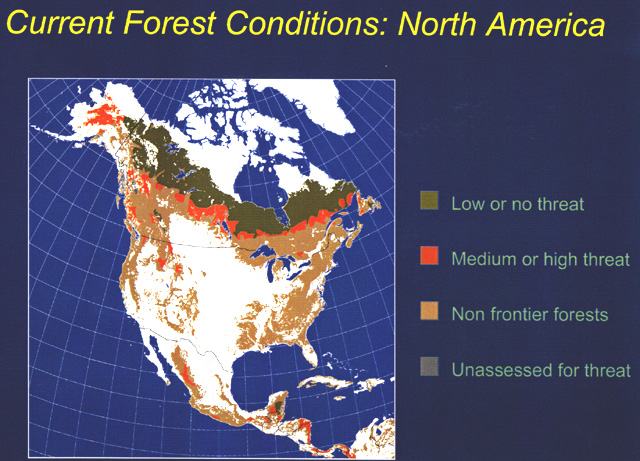 Current Forest Conditions: North America
Low or no threat
Medium or high threat
Non frontier forests
Unassessed for threat